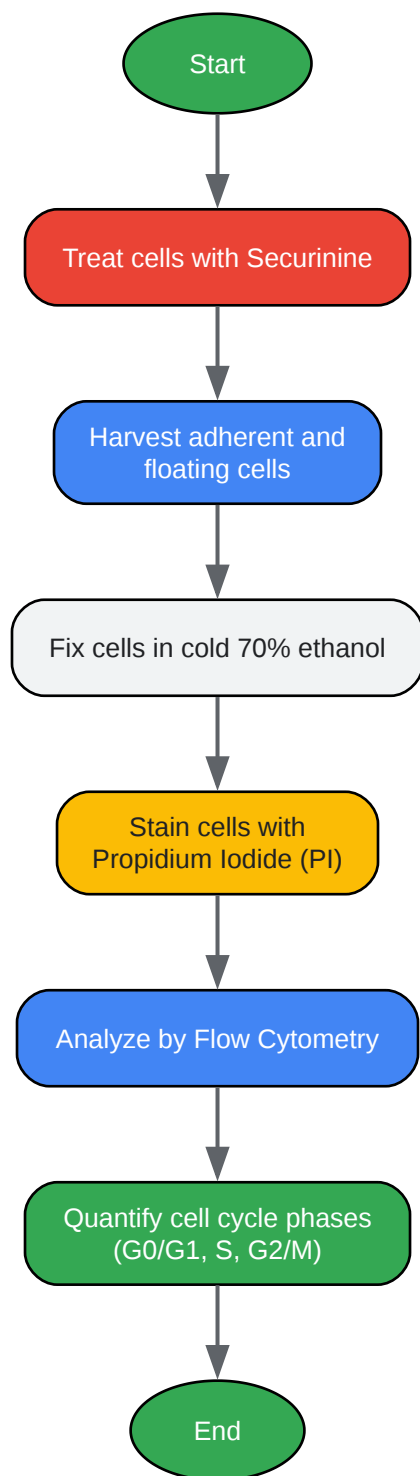 Start
Treat cells with Securinine
Harvest adherent and
floating cells
Fix cells in cold 70% ethanol
Stain cells with
Propidium Iodide (PI)
Analyze by Flow Cytometry
Quantify cell cycle phases
(G0/G1, S, G2/M)
End